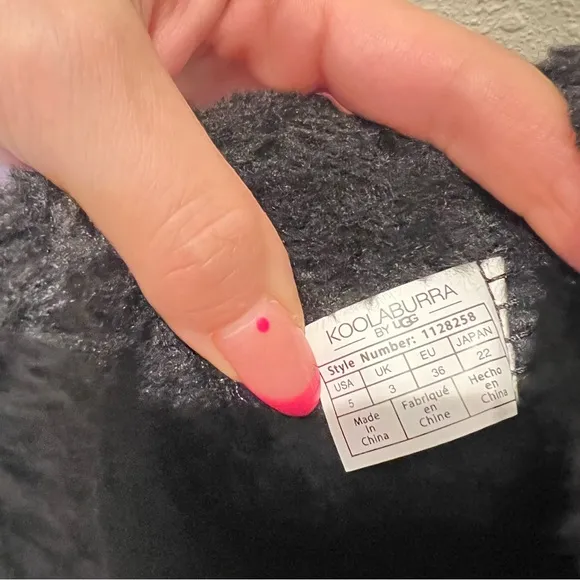 KOOLABURRA
BY UGG
Style Number: 1128258
USA UK EU JAPAN
5 3 36 22
Made in China
Fabriqué en Chine
Hecho en China